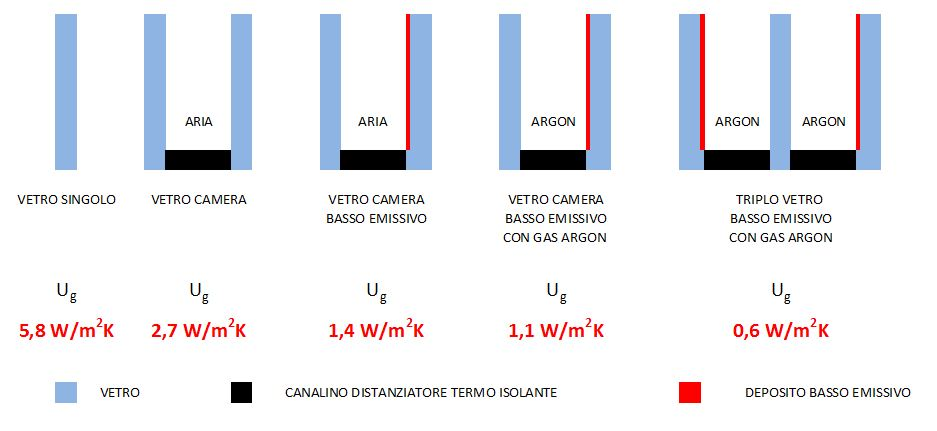 ARIA
ARIA
ARGON
ARGON
ARGON
VETRO SINGOLO
VETRO CAMERA
VETRO CAMERA
BASSO EMISSIVO
VETRO CAMERA
BASSO EMISSIVO
CON GAS ARGON
TRIPLO VETRO
BASSO EMISSIVO
CON GAS ARGON
Ug
Ug
Ug
Ug
Ug
5,8 W/m²K
2,7 W/m²K
1,4 W/m²K
1,1 W/m²K
0,6 W/m²K
VETRO
CANALINO DISTANZIATORE TERMO ISOLANTE
DEPOSITO BASSO EMISSIVO